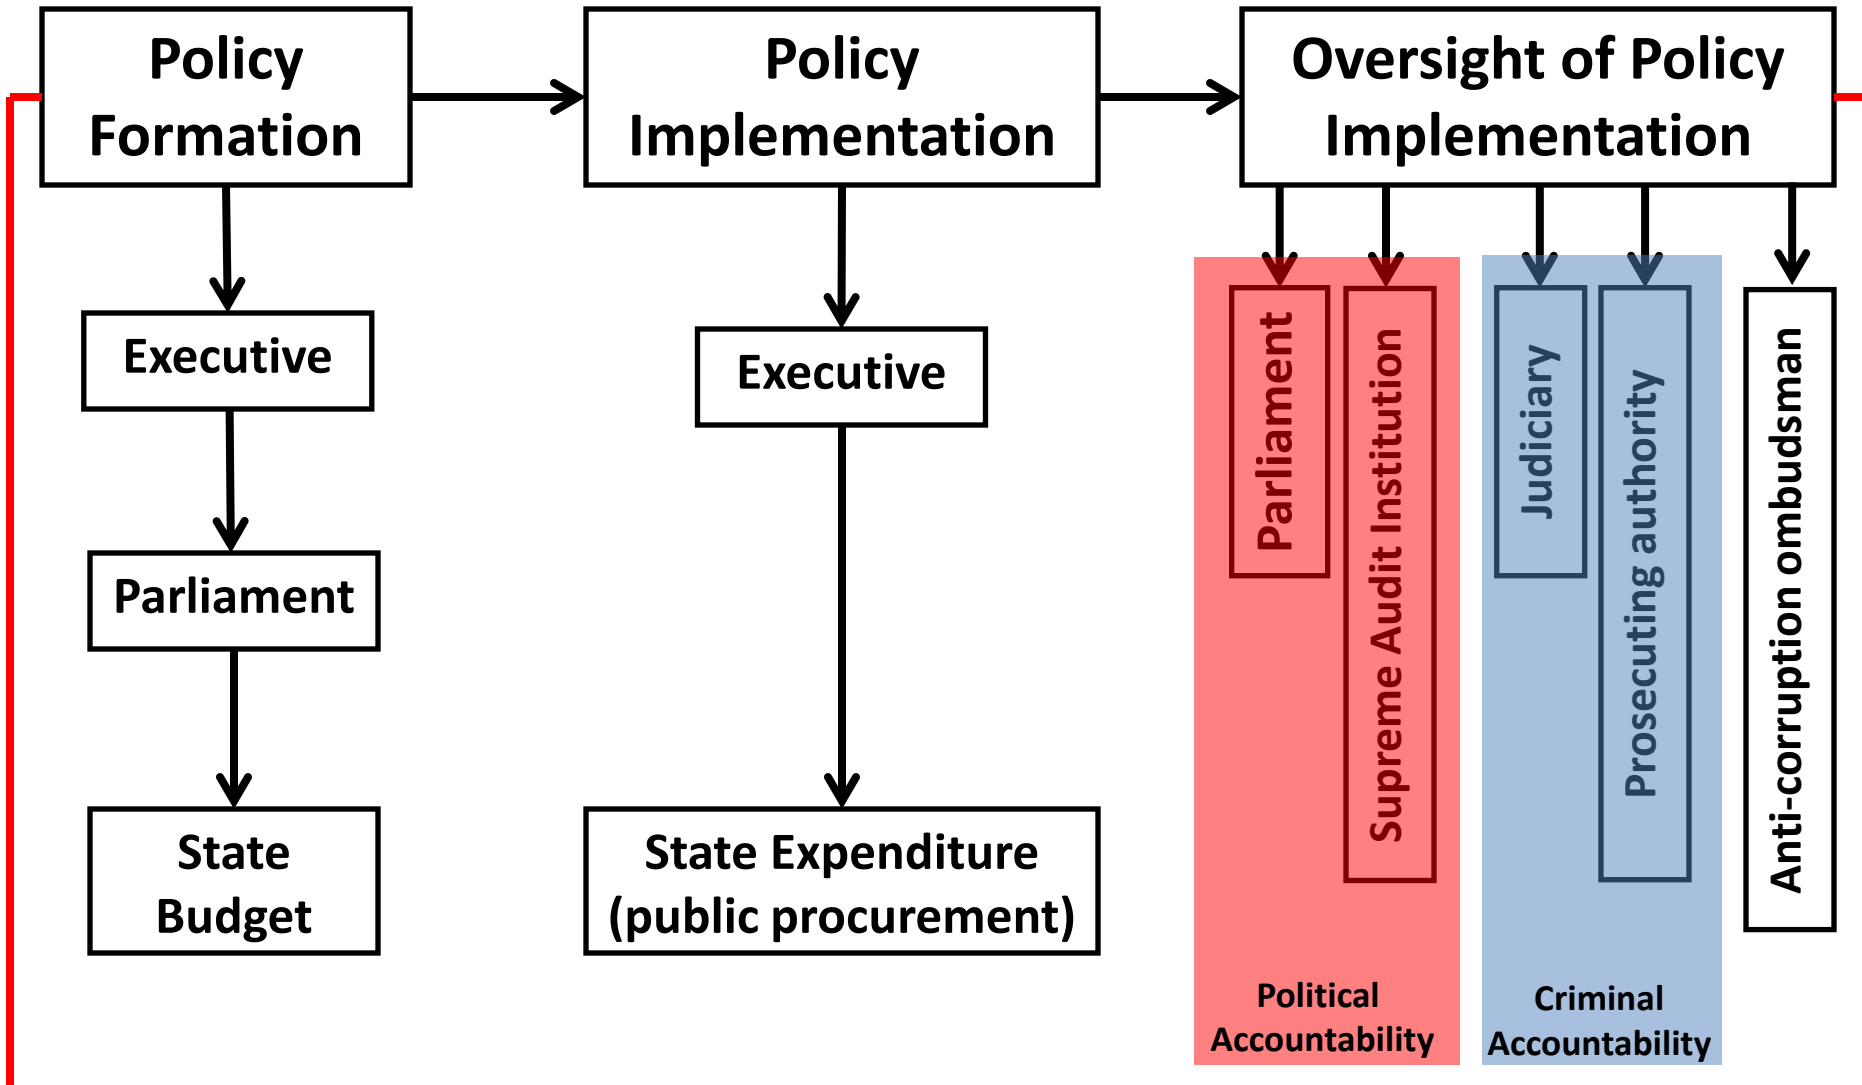 Policy
Formation
Policy
Implementation
Oversight of Policy
Implementation
Executive
Parliament
State
Budget
Executive
State Expenditure
(public procurement)
Parliament
Supreme Audit Institution
Judiciary
Prosecuting authority
Anti-corruption ombudsman
Political
Accountability
Criminal
Accountability